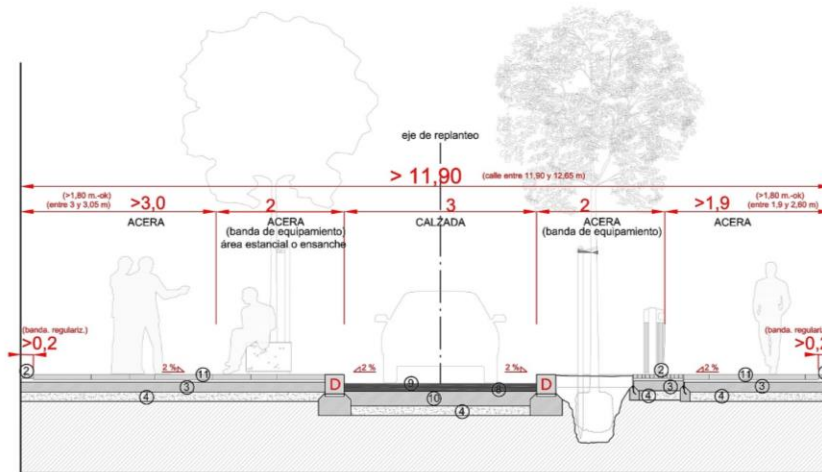 eje de replanteo
> 11,90 (calle entre 11,90 y 12,65 m)
(>1,80 m.-ok)
(entre 3 y 3,05 m)
>3,0
2
3
2
>1,9
(>1,80 m.-ok)
(entre 1,9 y 2,60 m)
ACERA
ACERA
(banda de equipamiento)
área estancial o ensanche
CALZADA
ACERA
(banda de equipamiento)
ACERA
(banda. regulariz.)
>0,2
(banda. regulariz
>0,2
2 %
2 %
2 %
2 %
2
11
3
4
D
9
8
10
4
D
2
3
4
4
11
3
4